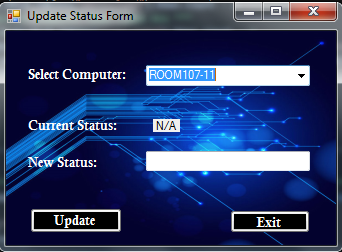 Update Status Form
Select Computer: ROOM107-11
Current Status: N/A
New Status:
Update Exit